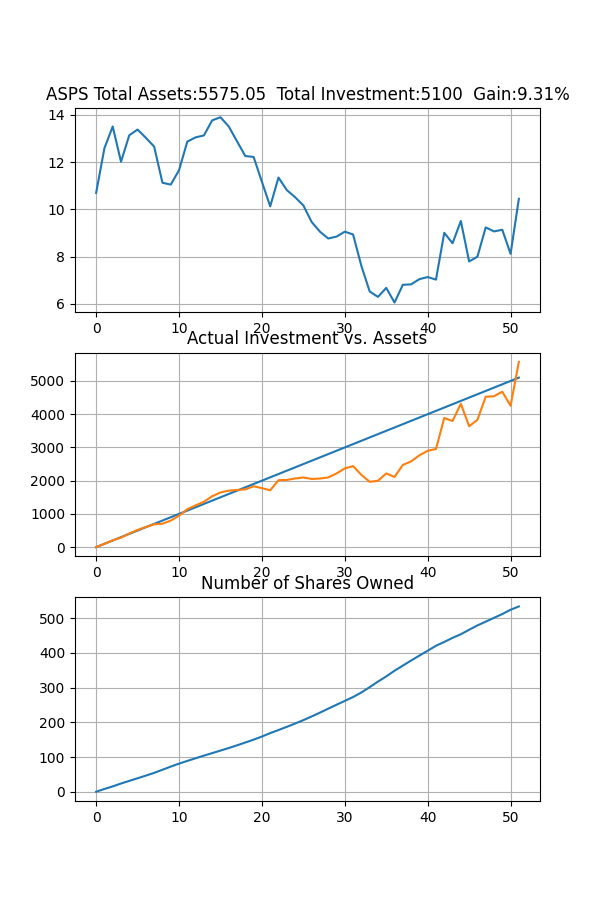 ASPS Total Assets:5575.05  Total Investment:5100  Gain:9.31%
14
12
10
8
6
0 10 20 30 40 50
Actual Investment vs. Assets
5000
4000
3000
2000
1000
0
0 10 20 30 40 50
Number of Shares Owned
500
400
300
200
100
0
0 10 20 30 40 50